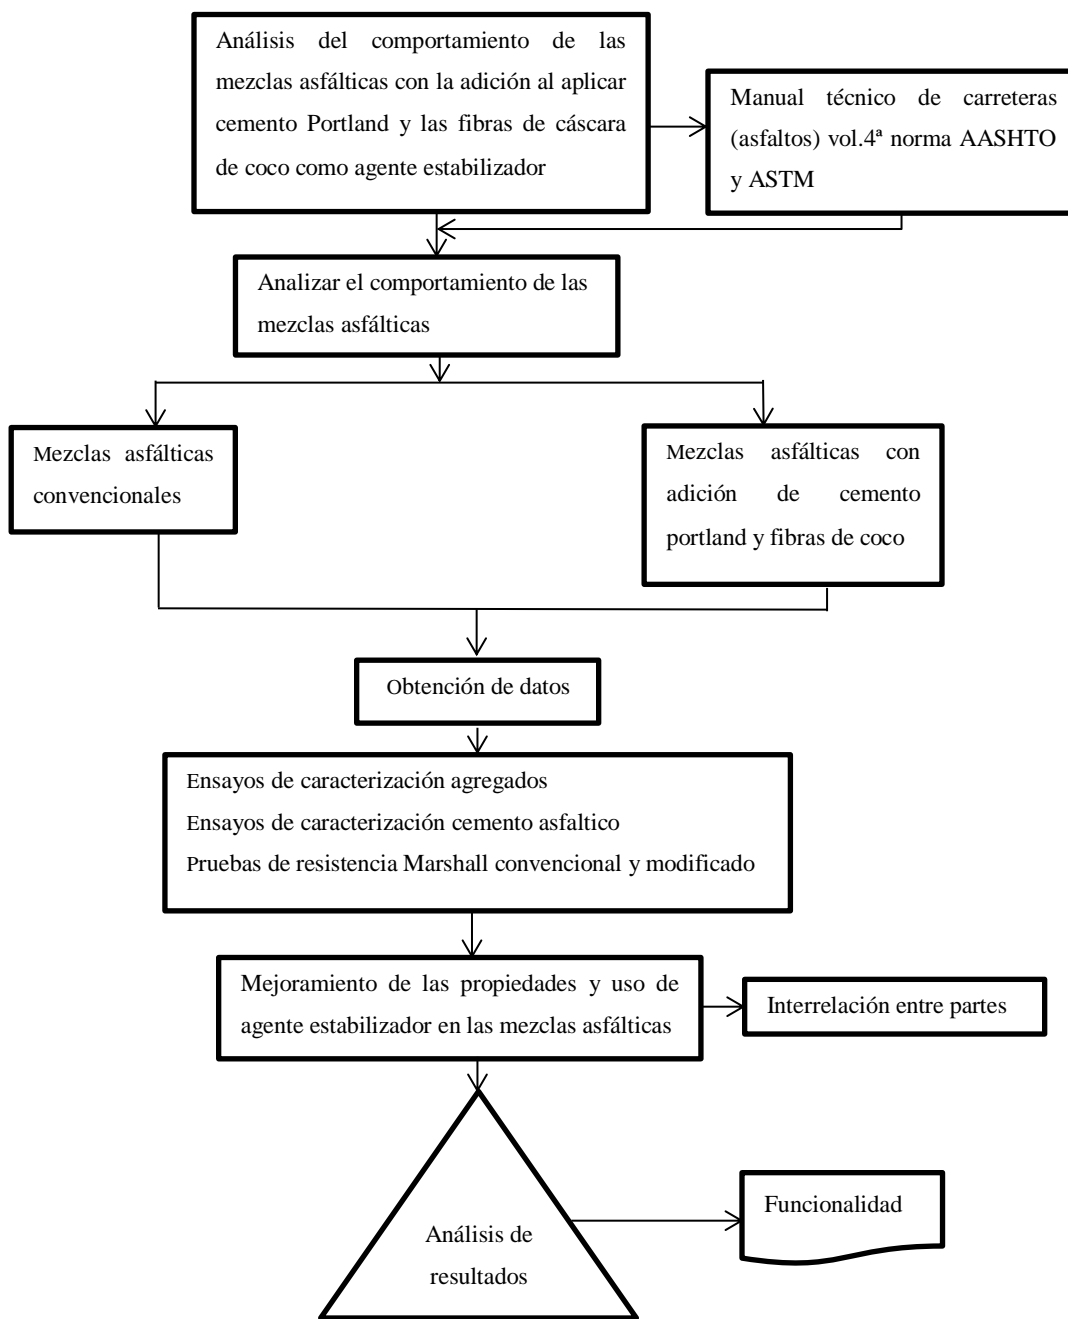 Análisis del comportamiento de las
mezclas asfálticas con la adición al aplicar
cemento Portland y las fibras de cáscara
de coco como agente estabilizador
Manual técnico de carreteras
(asfaltos) vol.4ª norma AASHTO
y ASTM
Analizar el comportamiento de las
mezclas asfálticas
Mezclas asfálticas
convencionales
Mezclas asfálticas con
adición de cemento
portland y fibras de coco
Obtención de datos
Ensayos de caracterización agregados
Ensayos de caracterización cemento asfaltico
Pruebas de resistencia Marshall convencional y modificado
Mejoramiento de las propiedades y uso de
agente estabilizador en las mezclas asfálticas
Interrelación entre partes
Funcionalidad
Análisis de
resultados